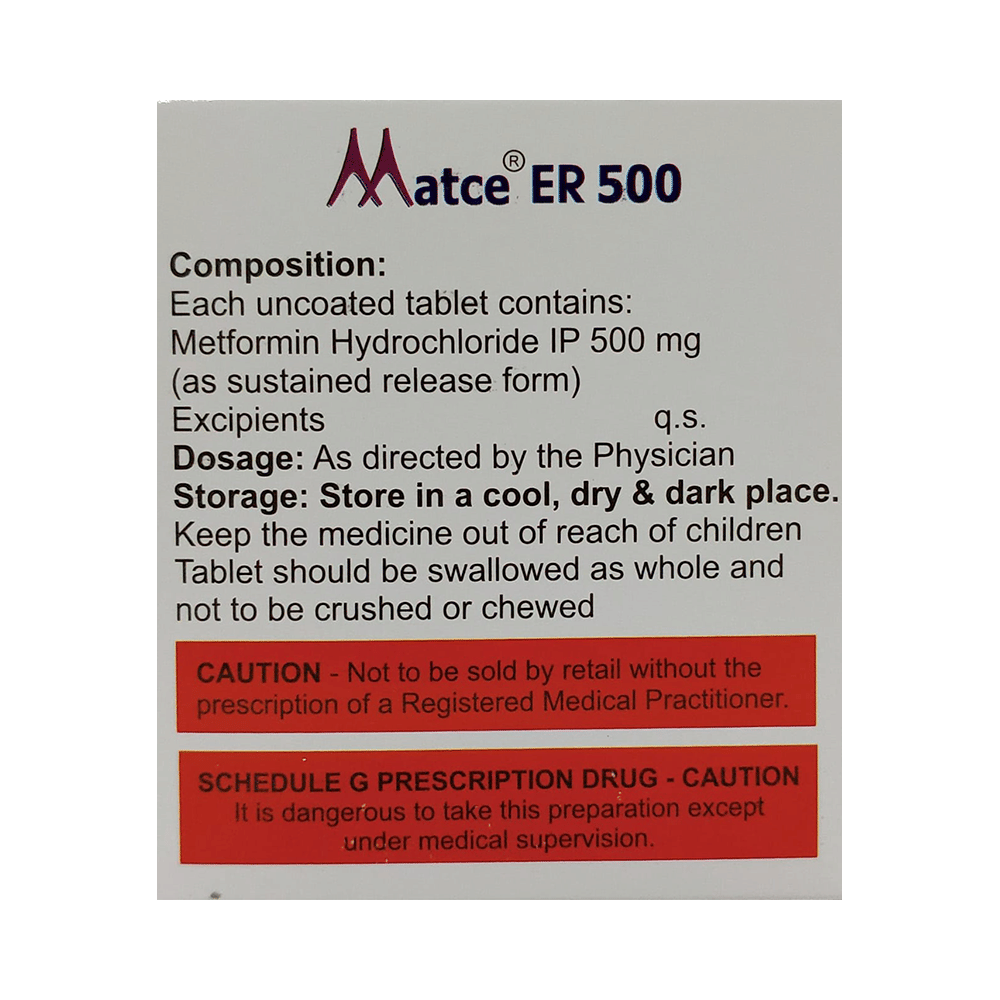 Matce® ER 500
Composition:
Each uncoated tablet contains:
Metformin Hydrochloride IP 500 mg
(as sustained release form)
Excipients q.s.
Dosage: As directed by the Physician
Storage: Store in a cool, dry & dark place.
Keep the medicine out of reach of children
Tablet should be swallowed as whole and
not to be crushed or chewed
CAUTION - Not to be sold by retail without the
prescription of a Registered Medical Practitioner.
SCHEDULE G PRESCRIPTION DRUG - CAUTION
It is dangerous to take this preparation except
under medical supervision.